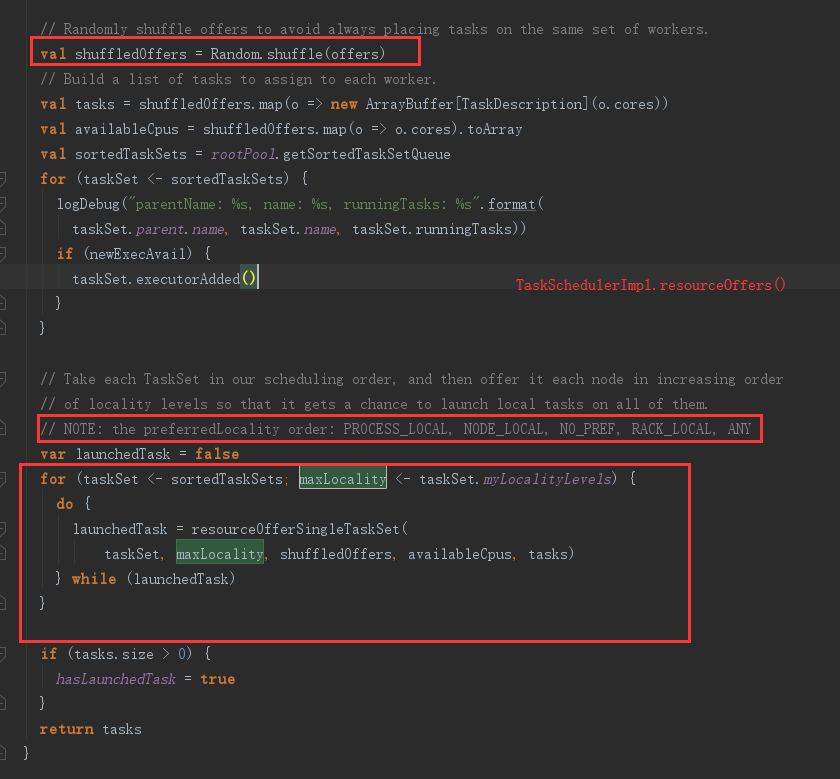 // Randomly shuffle offers to avoid always placing tasks on the same set of workers.
val shuffledOffers = Random.shuffle(offers)
// Build a list of tasks to assign to each worker.
val tasks = shuffledOffers.map(o => new ArrayBuffer[TaskDescription](o.cores))
val availableCpus = shuffledOffers.map(o => o.cores).toArray
val sortedTaskSets = rootPool.getSortedTaskSetQueue
for (taskSet <- sortedTaskSets) {
logDebug("parentName: %s, name: %s, runningTasks: %s".format(
taskSet.parent.name, taskSet.name, taskSet.runningTasks))
if (newExecAvail) {
taskSet.executorAdded()
TaskSchedulerImpl.resourceOffers()
}
}
// Take each TaskSet in our scheduling order, and then offer it each node in increasing order
// of locality levels so that it gets a chance to launch local tasks on all of them.
// NOTE: the preferredLocality order: PROCESS_LOCAL, NODE_LOCAL, NO_PREF, RACK_LOCAL, ANY
var launchedTask = false
for (taskSet <- sortedTaskSets; maxLocality <- taskSet.myLocalityLevels) {
do {
launchedTask = resourceOfferSingleTaskSet(
taskSet, maxLocality, shuffledOffers, availableCpus, tasks)
} while (launchedTask)
}
if (tasks.size > 0) {
hasLaunchedTask = true
}
return tasks
}